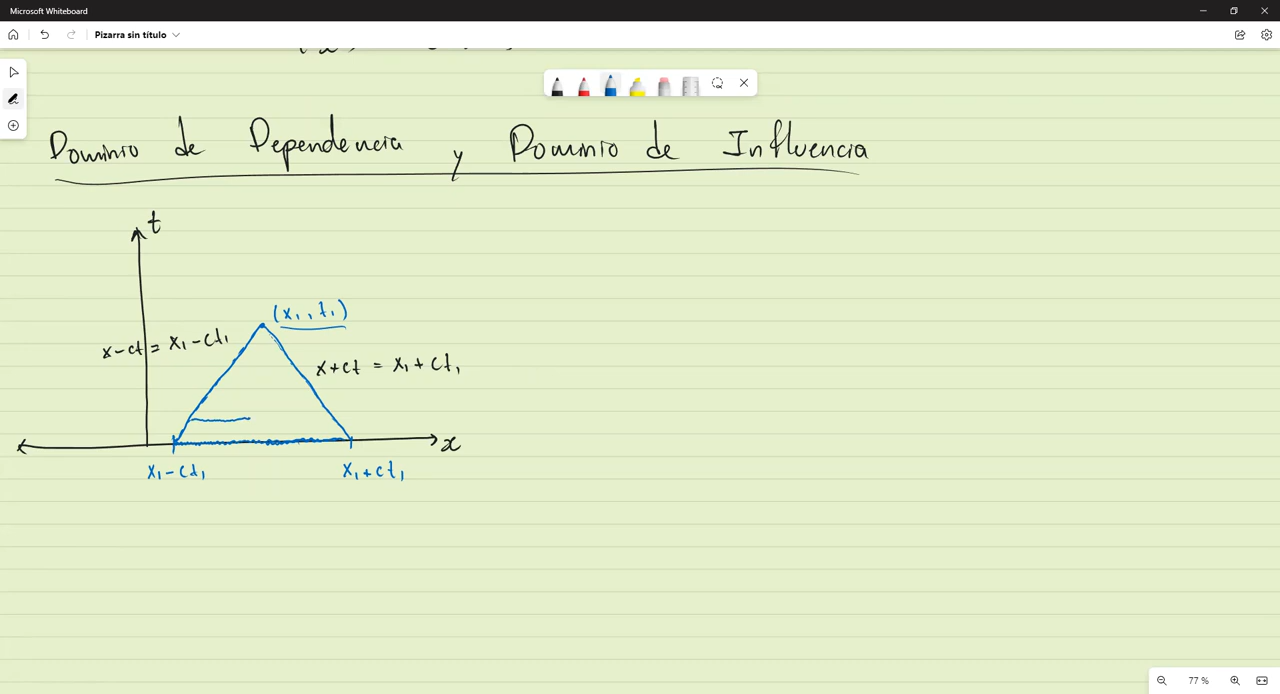 Microsoft Whiteboard
Pizarra sin título
Dominio de Dependencia y Dominio de Influencia
t
(x₁, t₁)
x-ct = x₁-ct₁
x+ct = x₁+ct₁
x
x₁-ct₁
x₁+ct₁
77 %